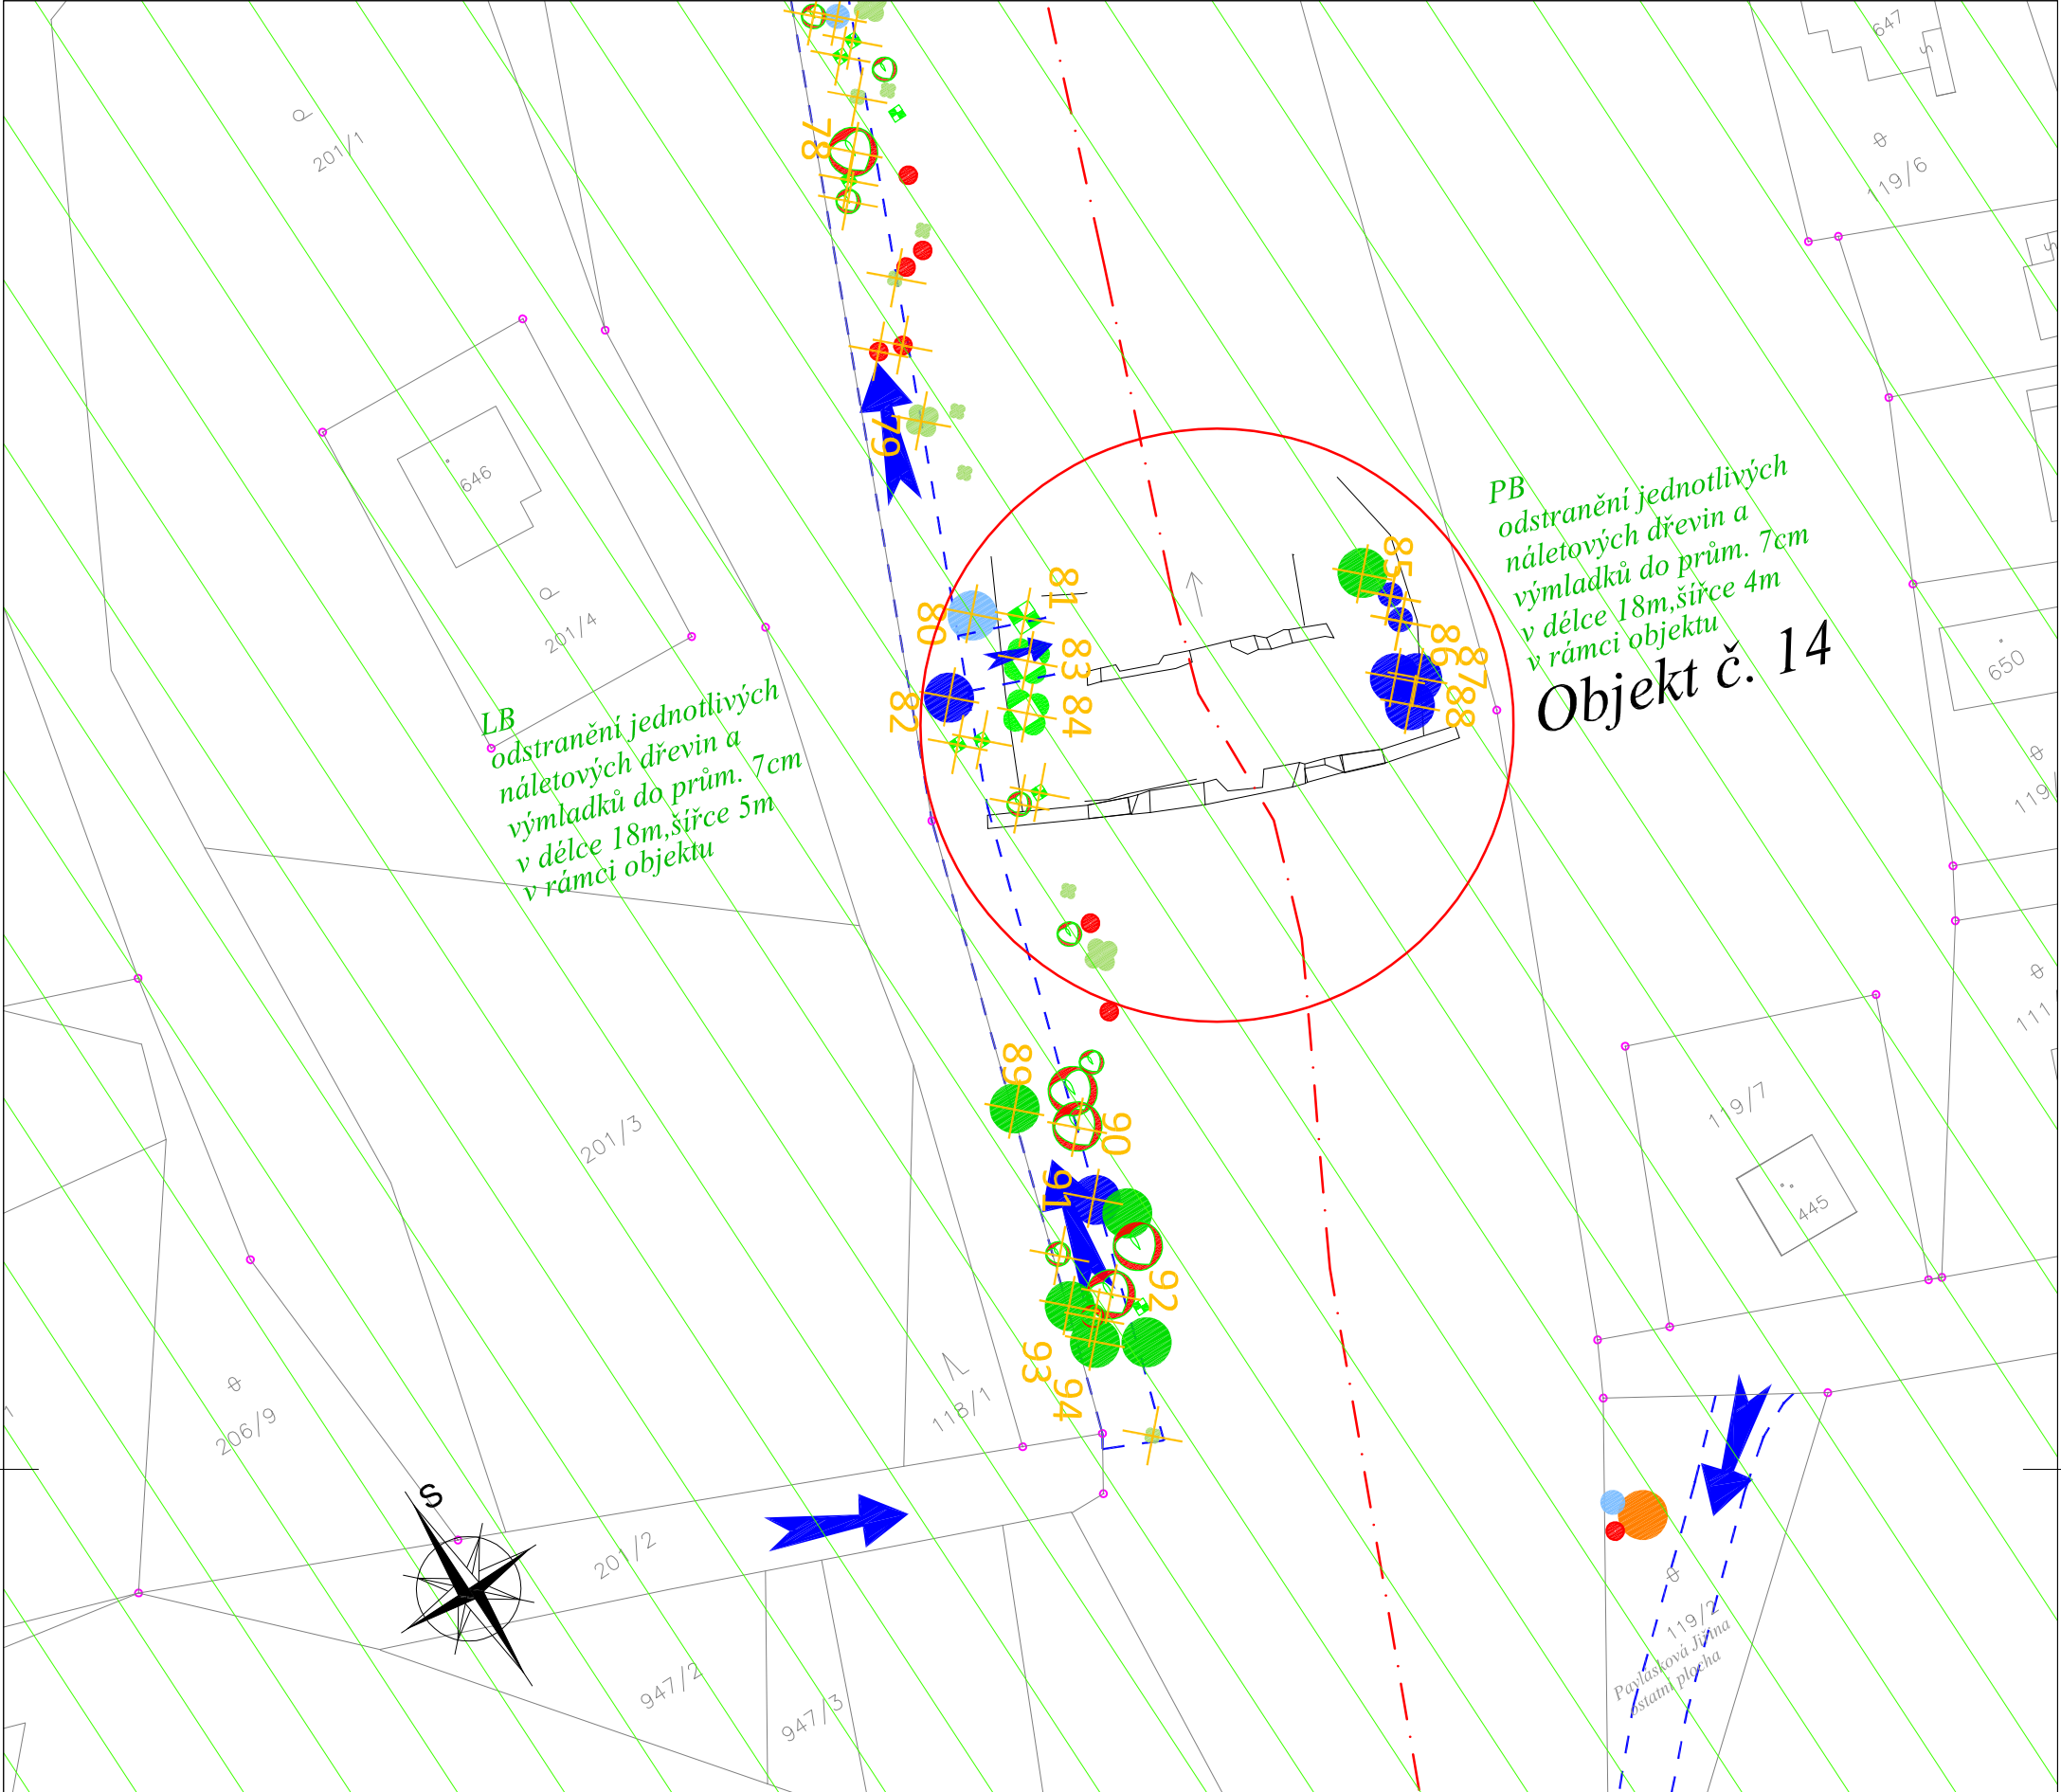 647
S
119/6
S
201/1
78
79
646
201/4
PB
odstranění jednotlivých
náletových dřevin a
výmladků do prům. 7cm
v délce 18m,šířce 4m
v rámci objektu
Objekt č. 14
80
81
82
83
84
85
86
87
88
650
LB
odstranění jednotlivých
náletových dřevin a
výmladků do prům. 7cm
v délce 18m,šířce 5m
v rámci objektu
119
111
89
90
91
92
93
94
201/3
119/7
445
206/9
118/1
S
201/2
119/2
Pavlásková Jiřina
ostatní plocha
947/2
947/3